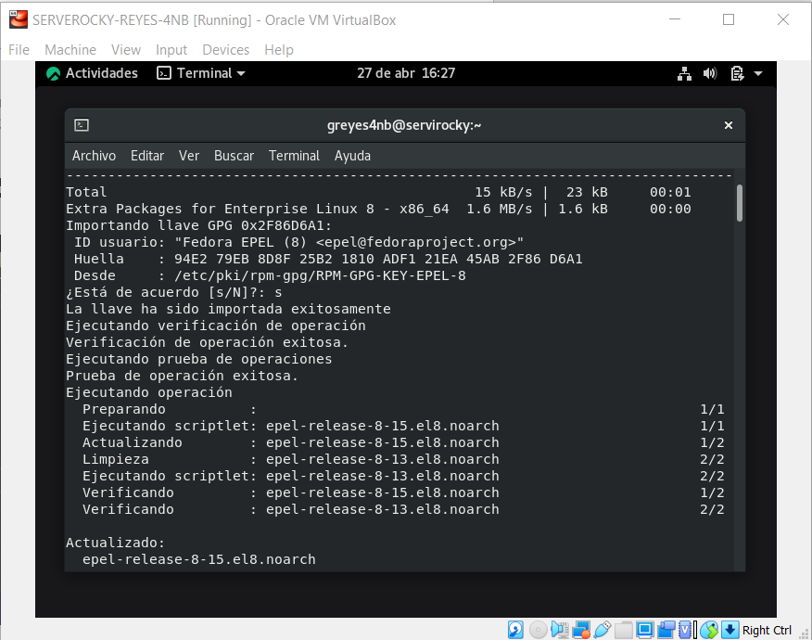 SERVEROCKY-REYES-4NB [Running] - Oracle VM VirtualBox
File Machine View Input Devices Help
Actividades Terminal 27 de abr 16:27
greyes4nb@servirocky:~
Archivo Editar Ver Buscar Terminal Ayuda
--------------------------------------------------------------------------------
Total 15 kB/s | 23 kB 00:01
Extra Packages for Enterprise Linux 8 - x86_64 1.6 MB/s | 1.6 kB 00:00
Importando llave GPG 0x2F86D6A1:
ID usuario: "Fedora EPEL (8) <epel@fedoraproject.org>"
Huella : 94E2 79EB 8D8F 25B2 1810 ADF1 21EA 45AB 2F86 D6A1
Desde : /etc/pki/rpm-gpg/RPM-GPG-KEY-EPEL-8
¿Está de acuerdo [s/N]?: s
La llave ha sido importada exitosamente
Ejecutando verificación de operación
Verificación de operación exitosa.
Ejecutando prueba de operaciones
Prueba de operación exitosa.
Ejecutando operación
Preparando : 1/1
Ejecutando scriptlet: epel-release-8-15.el8.noarch 1/1
Actualizando : epel-release-8-15.el8.noarch 1/2
Limpieza : epel-release-8-13.el8.noarch 2/2
Ejecutando scriptlet: epel-release-8-13.el8.noarch 2/2
Verificando : epel-release-8-15.el8.noarch 1/2
Verificando : epel-release-8-13.el8.noarch 2/2
Actualizado:
epel-release-8-15.el8.noarch
Right Ctrl